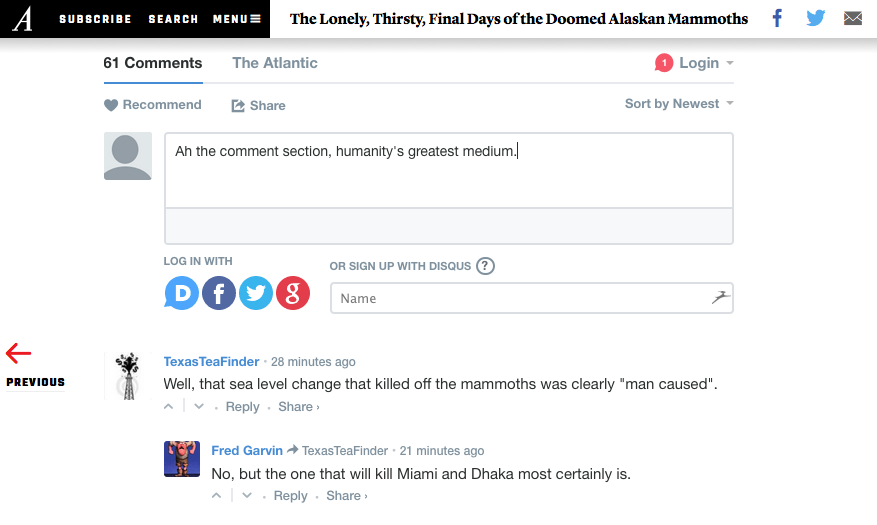 A SUBSCRIBE SEARCH MENU The Lonely, Thirsty, Final Days of the Doomed Alaskan Mammoths f
61 Comments The Atlantic 1 Login
Recommend Share Sort by Newest
Ah the comment section, humanity's greatest medium.
LOG IN WITH
OR SIGN UP WITH DISQUS ?
D f g
Name
PREVIOUS
TexasTeaFinder · 28 minutes ago
Well, that sea level change that killed off the mammoths was clearly "man caused".
Reply · Share ›
Fred Garvin TexasTeaFinder · 21 minutes ago
No, but the one that will kill Miami and Dhaka most certainly is.
Reply · Share ›